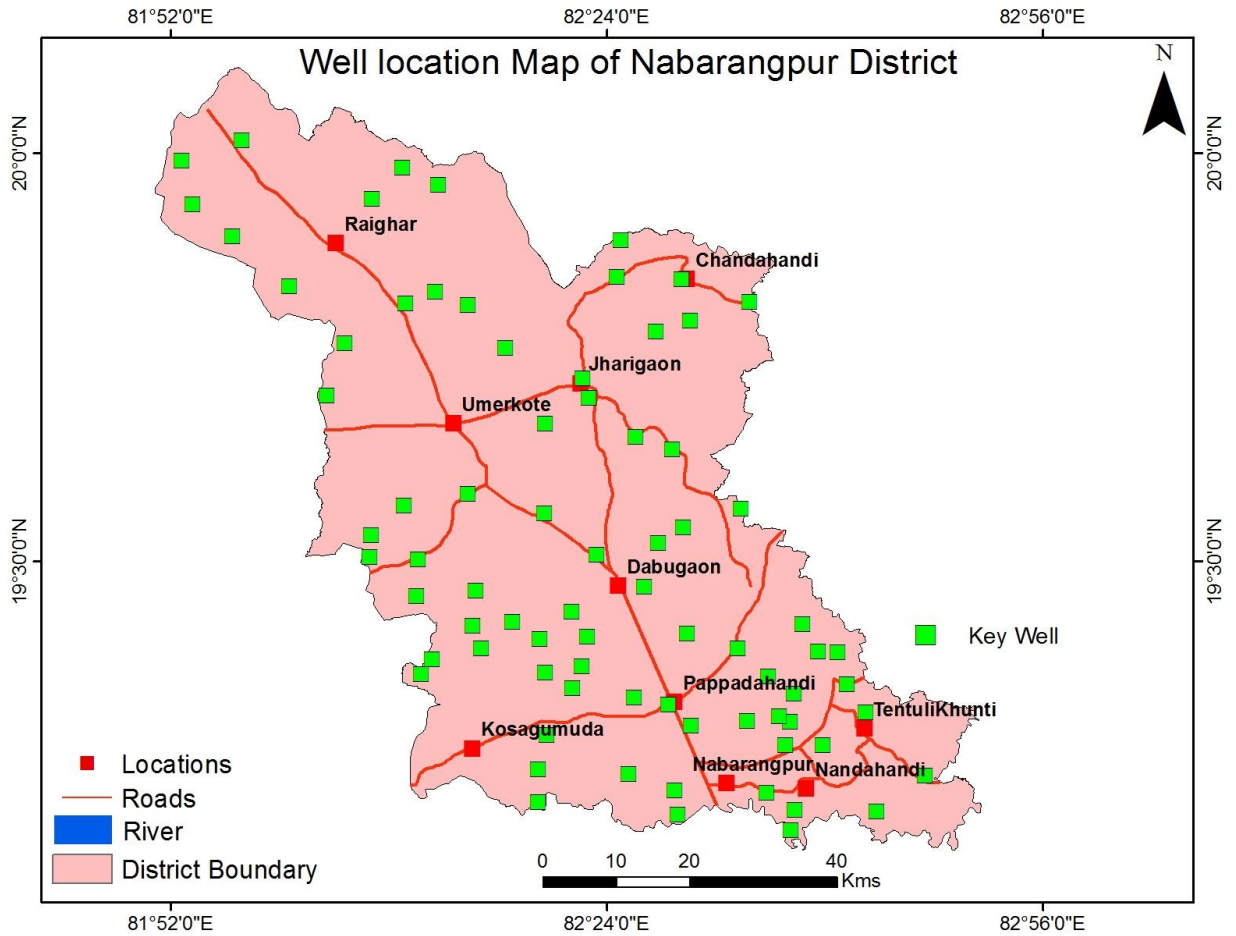 81°52'0"E 82°24'0"E 82°56'0"E
Well location Map of Nabarangpur District
N
20°0'0"N 20°0'0"N
Raighar
Chandahandi
Jharigaon
Umerkote
19°30'0"N 19°30'0"N
Dabugaon
Key Well
Pappadahandi
TentuliKhunti
Kosagumuda
Nabarangpur
Nandahandi
Locations
Roads
River
District Boundary
0 10 20 40
Kms
81°52'0"E 82°24'0"E 82°56'0"E